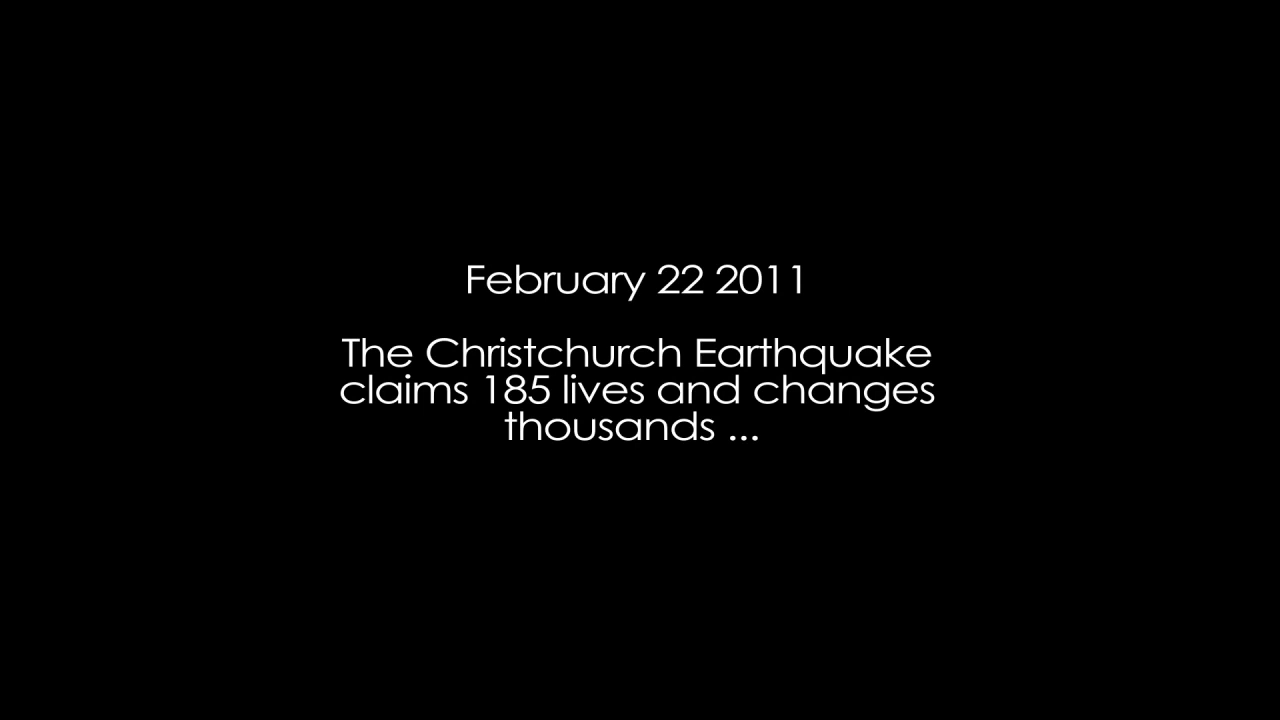 February 22 2011
The Christchurch Earthquake
claims 185 lives and changes
thousands ...